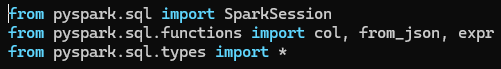 from pyspark.sql import SparkSession
from pyspark.sql.functions import col, from_json, expr
from pyspark.sql.types import *